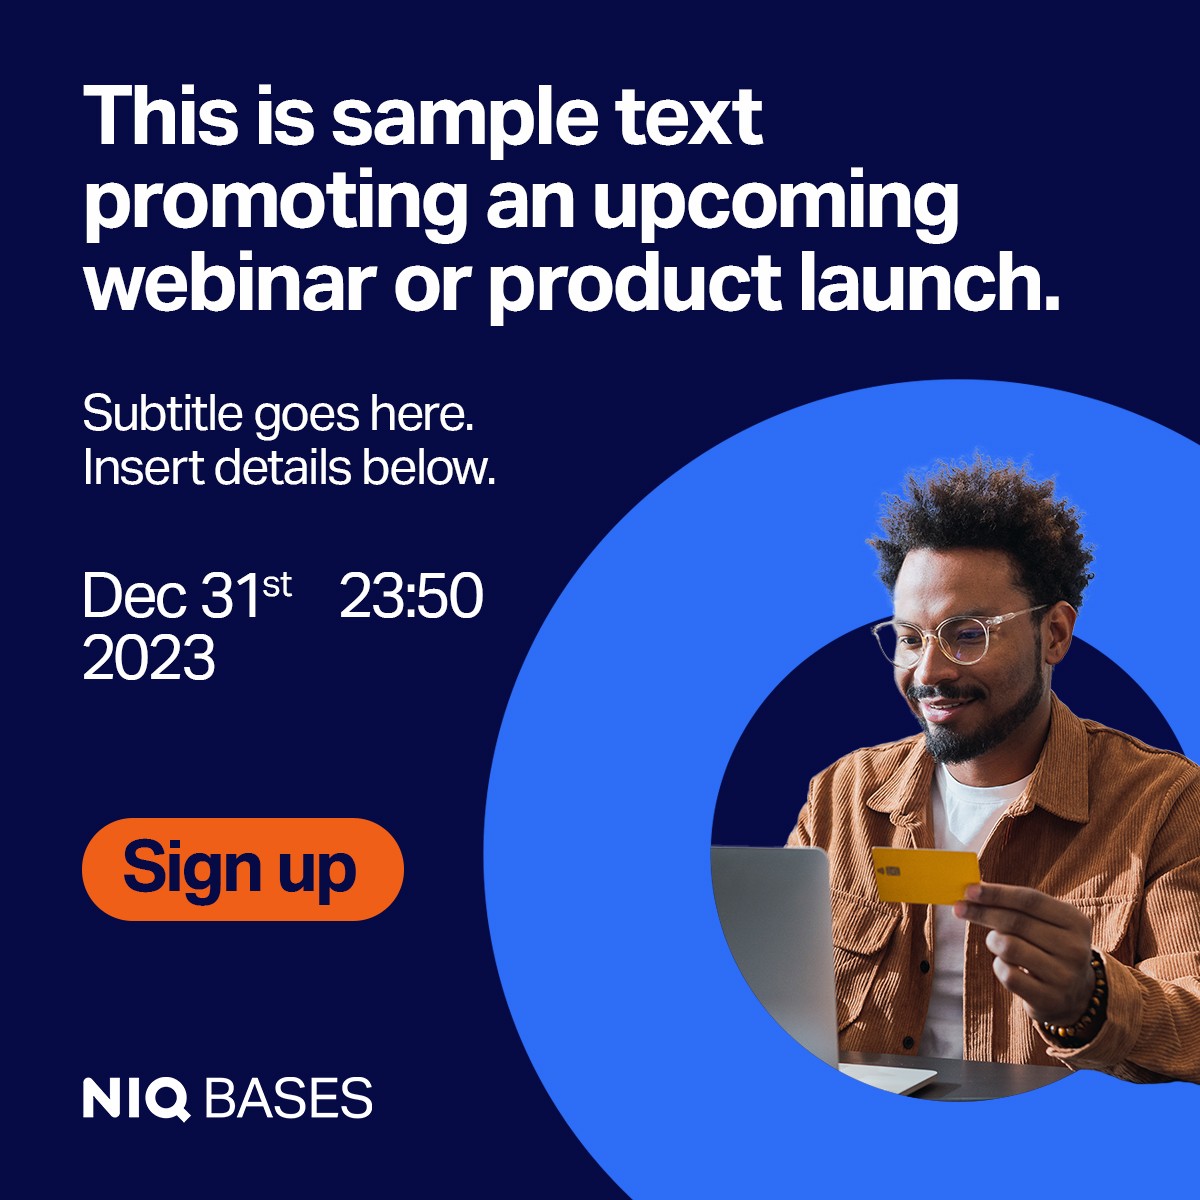 This is sample text
promoting an upcoming
webinar or product launch.
Subtitle goes here.
Insert details below.
Dec 31st 23:50
2023
Sign up
NIQ BASES